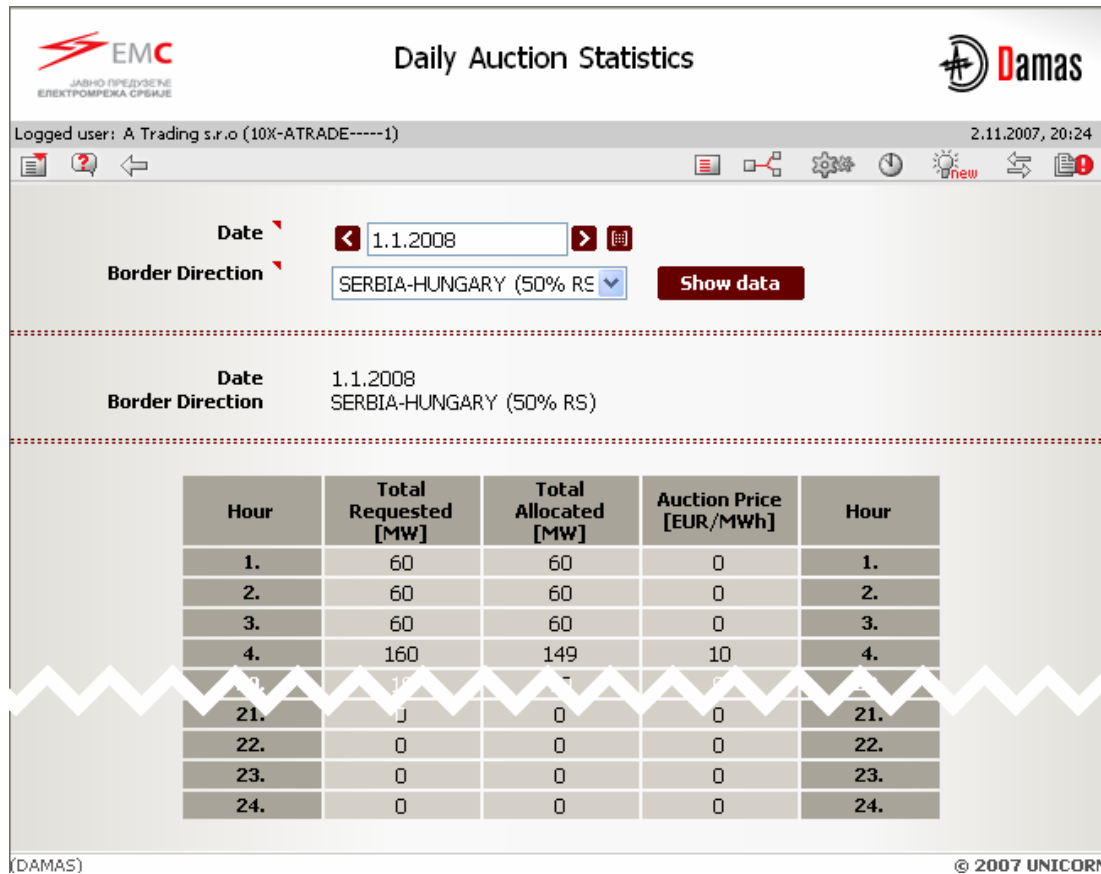 EMC
ЈАВНО ПРЕДУЗЕЋЕ
ЕЛЕКТРОМРЕЖА СРБИЈЕ
Daily Auction Statistics
Damas
Logged user: A Trading s.r.o (10X-ATRADE-----1) 2.11.2007, 20:24
new
Date 1.1.2008
Border Direction SERBIA-HUNGARY (50% RS Show data
Date 1.1.2008
Border Direction SERBIA-HUNGARY (50% RS)
Hour Total Requested [MW] Total Allocated [MW] Auction Price [EUR/MWh] Hour
1. 60 60 0 1.
2. 60 60 0 2.
3. 60 60 0 3.
4. 160 149 10 4.
21. 0 0 0 21.
22. 0 0 0 22.
23. 0 0 0 23.
24. 0 0 0 24.
(DAMAS) © 2007 UNICORN